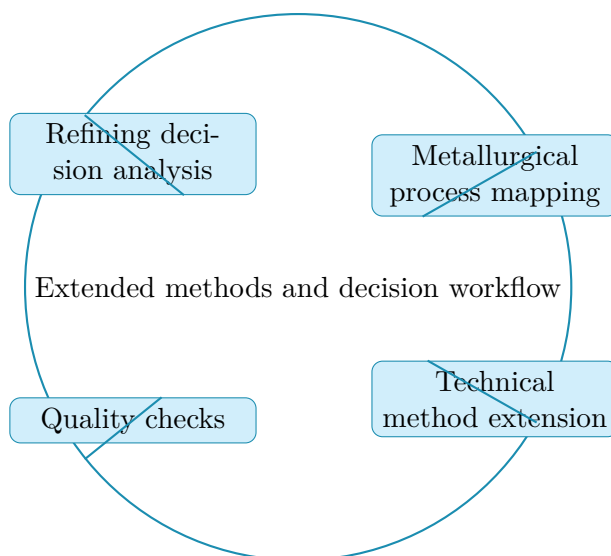 Refining deci-
sion analysis
Metallurgical
process mapping
Extended methods and decision workflow
Quality checks
Technical
method extension